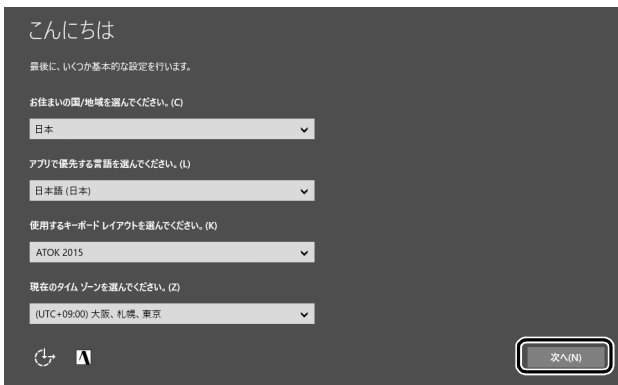 こんにちは
最後に、いくつか基本的な設定を行います。
お住まいの国/地域を選んでください。(C)
日本
アプリで優先する言語を選んでください。(L)
日本語 (日本)
使用するキーボード レイアウトを選んでください。(K)
ATOK 2015
現在のタイム ゾーンを選んでください。(Z)
(UTC+09:00) 大阪、札幌、東京
次へ(N)